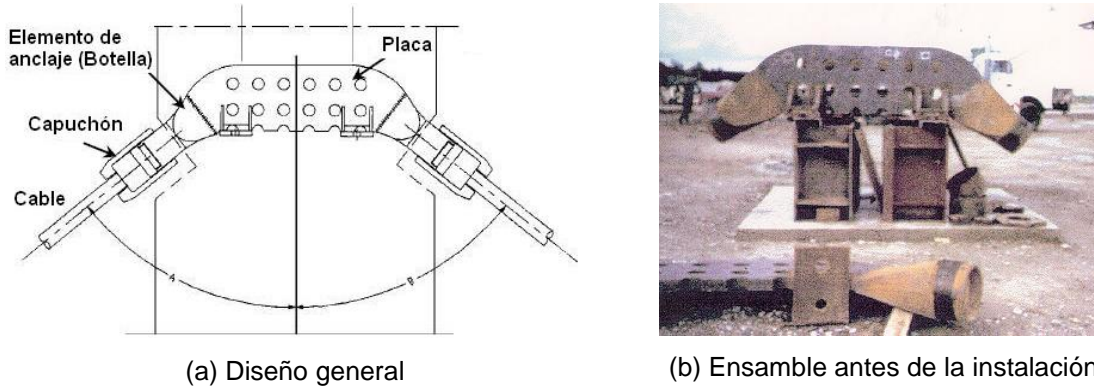 Elemento de
anclaje (Botella)
Placa
Capuchón
Cable
A
B
(a) Diseño general
(b) Ensamble antes de la instalación